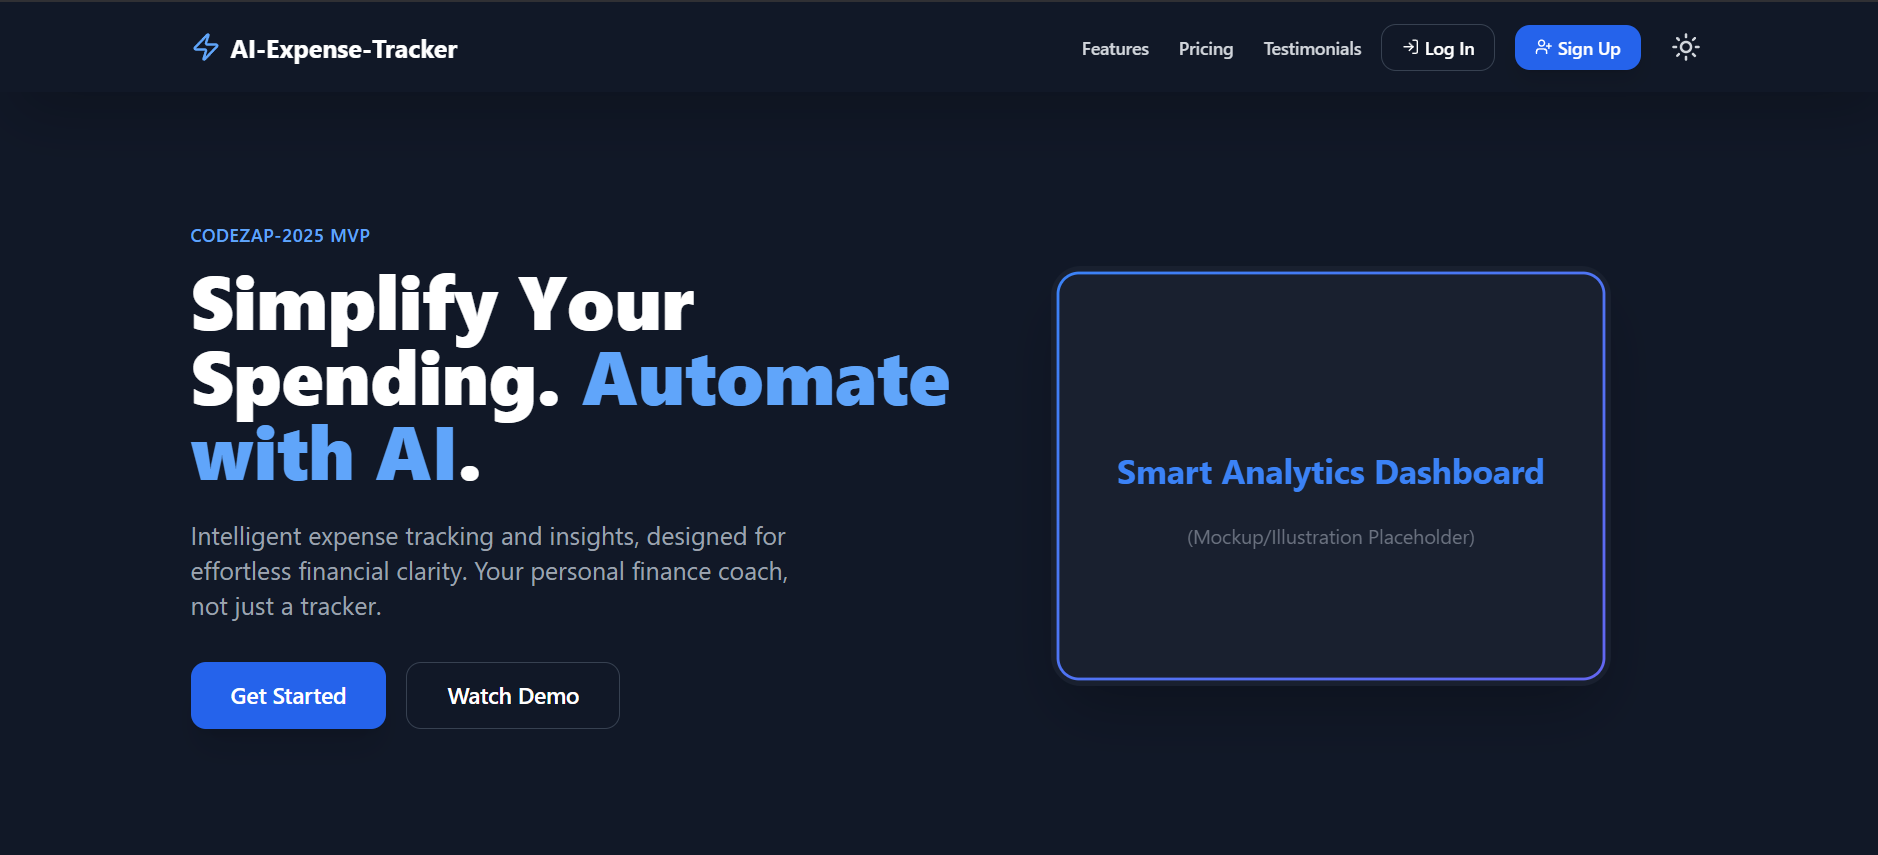 AI-Expense-Tracker
Features
Pricing
Testimonials
Log In
Sign Up
CODEZAP-2025 MVP
Simplify Your
Spending. Automate
with AI.
Intelligent expense tracking and insights, designed for
effortless financial clarity. Your personal finance coach,
not just a tracker.
Get Started
Watch Demo
Smart Analytics Dashboard
(Mockup/Illustration Placeholder)